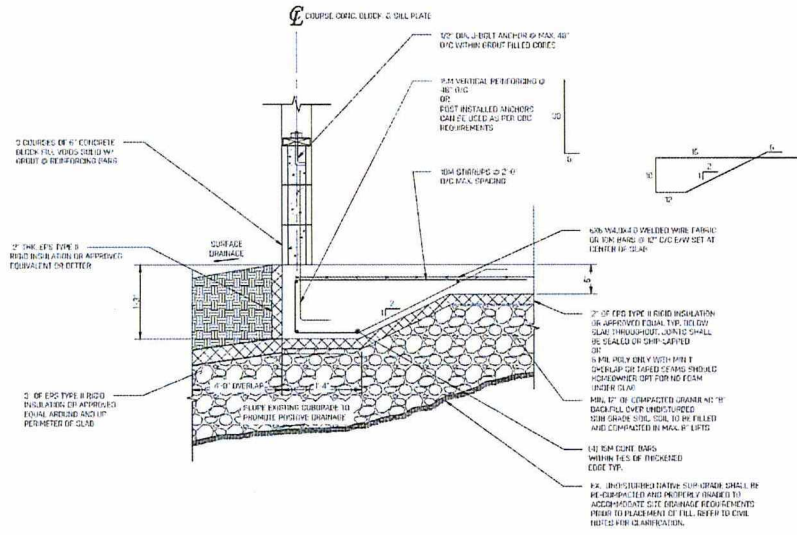 ℄ COURSE CONC. BLOCK & SILL PLATE
1/2" DIA. J-BOLT ANCHOR @ MAX. 48"
O/C WITHIN GROUT FILLED CORES
15M VERTICAL REINFORCING @
48" O/C
OR
POST INSTALLED ANCHORS
CAN BE USED AS PER OBC
REQUIREMENTS
30
6
15
6
10
2
1
12
3 COURSES OF 6" CONCRETE
BLOCK FILL VOIDS SOLID W/
GROUT @ REINFORCING BARS
10M STIRRUPS @ 2'-0
O/C MAX. SPACING
2" THK. EPS TYPE II
RIGID INSULATION OR APPROVED
EQUIVALENT OR BETTER
SURFACE
DRAINAGE
6X6 W4.0X4.0 WELDED WIRE FABRIC
OR 10M BARS @ 12" O/C E/W SET AT
CENTER OF SLAB
2
1
2" OF EPS TYPE II RIGID INSULATION
OR APPROVED EQUAL TYP. BELOW
SLAB THROUGHOUT. JOINTS SHALL
BE SEALED OR SHIP-LAPPED
OR
6 MIL POLY ONLY WITH MIN 1'
OVERLAP OR TAPED SEAMS SHOULD
HOMEOWNER OPT FOR NO FOAM
UNDER SLAB
3" OF EPS TYPE II RIGID
INSULATION OR APPROVED
EQUAL AROUND AND UP
PERIMETER OF SLAB
4'-0" OVERLAP
1'-4"
SLOPE EXISTING SUBGRADE TO
PROMOTE POSITIVE DRAINAGE
MIN. 12" OF COMPACTED GRANULAR "B"
BACKFILL OVER UNDISTURBED
SUB GRADE SOIL. SOIL TO BE FILLED
AND COMPACTED IN MAX. 8" LIFTS
(4) 15M CONT. BARS
WITHIN TIES OF THICKENED
EDGE TYP.
EX. UNDISTURBED NATIVE SUB-GRADE SHALL BE
RE-COMPACTED AND PROPERLY GRADED TO
ACCOMMODATE SITE DRAINAGE REQUIREMENTS
PRIOR TO PLACEMENT OF FILL. REFER TO CIVIL
NOTES FOR CLARIFICATION.